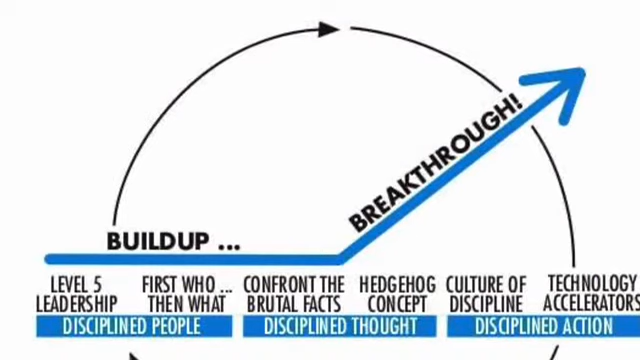 BREAKTHROUGH!
BUILDUP ...
LEVEL 5
LEADERSHIP
FIRST WHO ...
THEN WHAT
CONFRONT THE
BRUTAL FACTS
HEDGEHOG
CONCEPT
CULTURE OF
DISCIPLINE
TECHNOLOGY
ACCELERATORS
DISCIPLINED PEOPLE
DISCIPLINED THOUGHT
DISCIPLINED ACTION